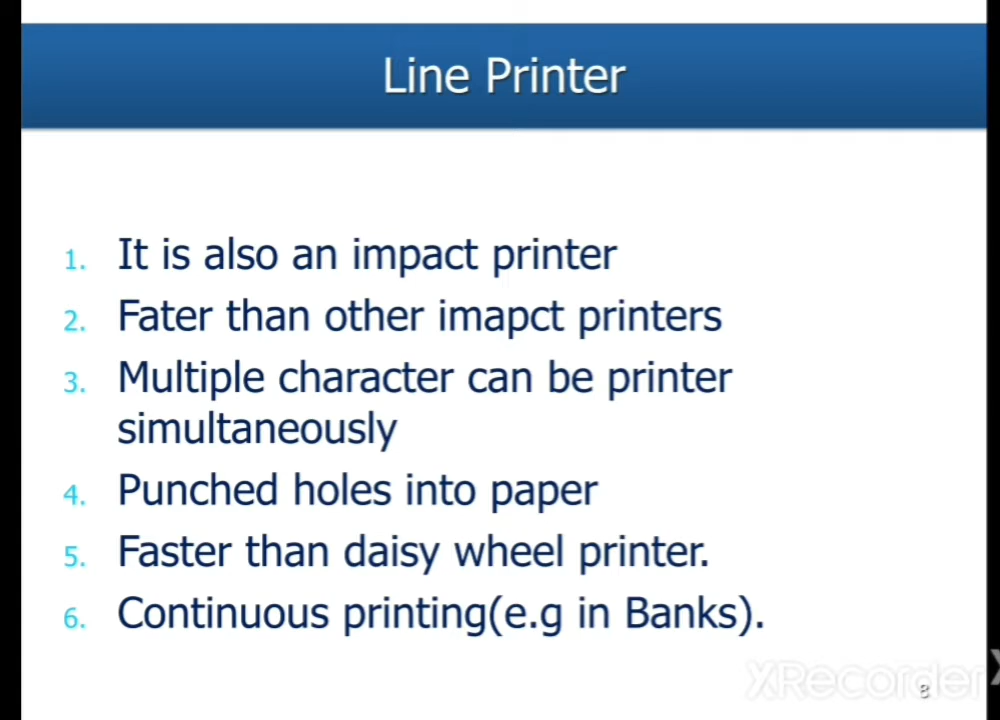 Line Printer
1. It is also an impact printer
2. Fater than other imapct printers
3. Multiple character can be printer
simultaneously
4. Punched holes into paper
5. Faster than daisy wheel printer.
6. Continuous printing(e.g in Banks).
XRecorder
8